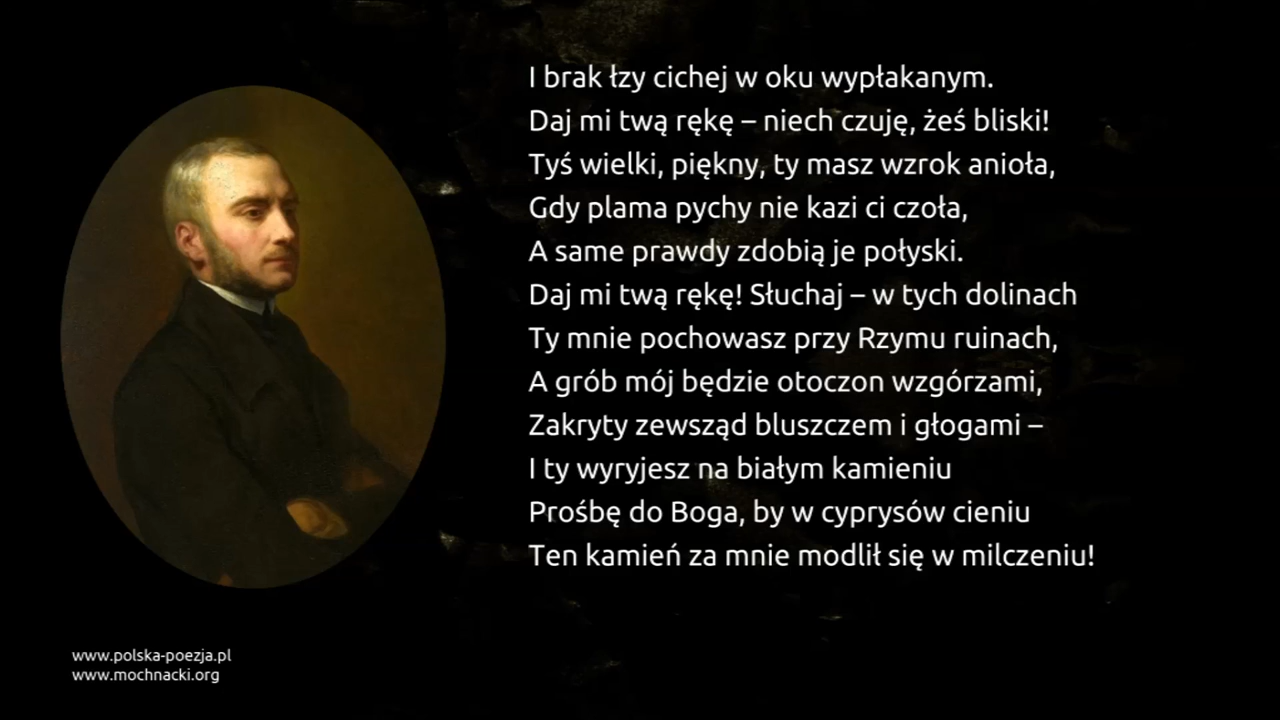 I brak łzy cichej w oku wypłakanym.
Daj mi twą rękę – niech czuję, żeś bliski!
Tyś wielki, piękny, ty masz wzrok anioła,
Gdy plama pychy nie kazi ci czoła,
A same prawdy zdobią je połyski.
Daj mi twą rękę! Słuchaj – w tych dolinach
Ty mnie pochowasz przy Rzymu ruinach,
A grób mój będzie otoczon wzgórzami,
Zakryty zewsząd bluszczem i głogami –
I ty wyryjesz na białym kamieniu
Prośbę do Boga, by w cyprysów cieniu
Ten kamień za mnie modlił się w milczeniu!
www.polska-poezja.pl
www.mochnacki.org